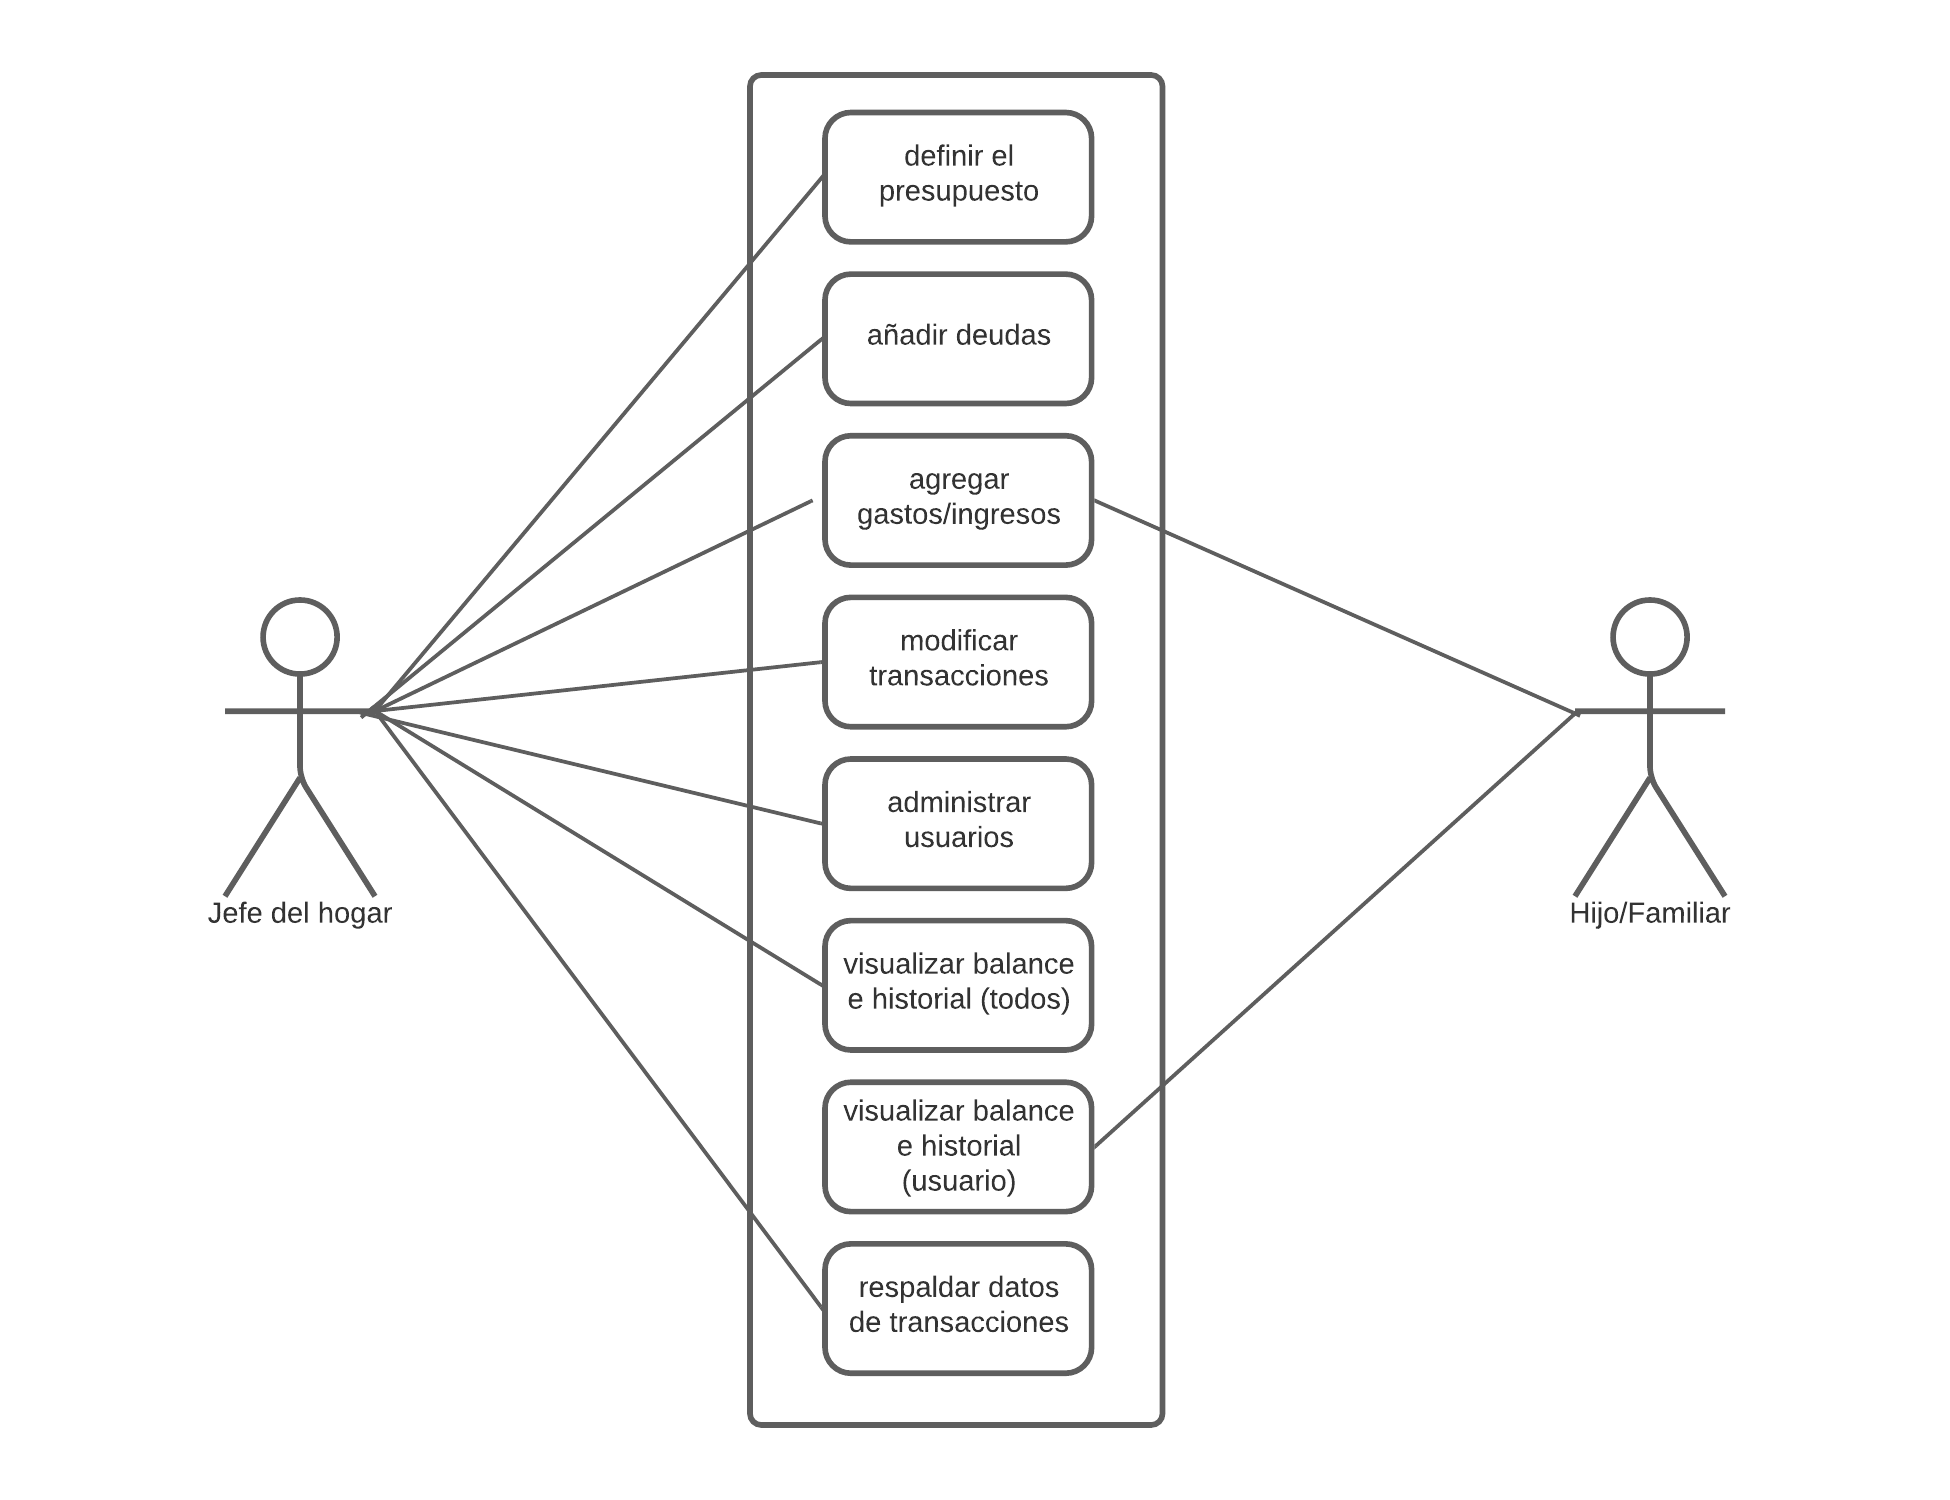 definir el
presupuesto
añadir deudas
agregar
gastos/ingresos
modificar
transacciones
administrar
usuarios
Jefe del hogar
Hijo/Familiar
visualizar balance
e historial (todos)
visualizar balance
e historial
(usuario)
respaldar datos
de transacciones